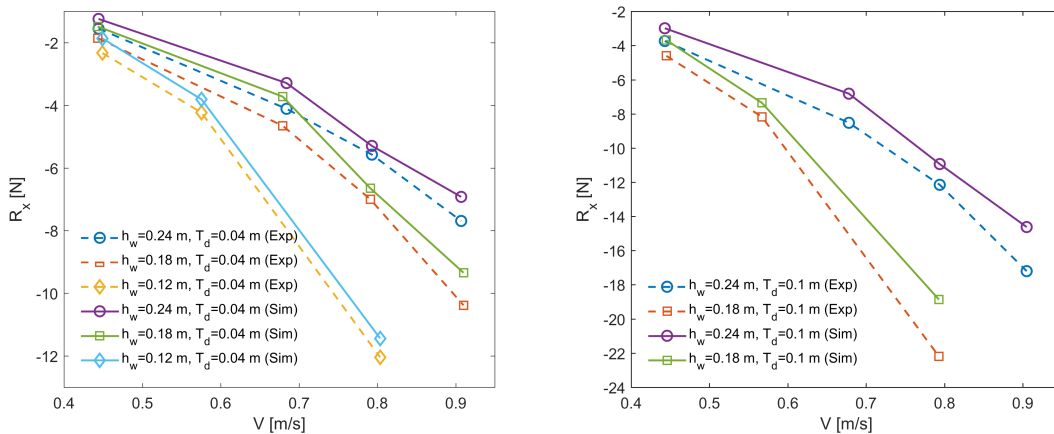 -2
-4
-6
-8
-10
-12
R_x [N]
h_w=0.24 m, T_d=0.04 m (Exp)
h_w=0.18 m, T_d=0.04 m (Exp)
h_w=0.12 m, T_d=0.04 m (Exp)
h_w=0.24 m, T_d=0.04 m (Sim)
h_w=0.18 m, T_d=0.04 m (Sim)
h_w=0.12 m, T_d=0.04 m (Sim)
0.4 0.5 0.6 0.7 0.8 0.9
V [m/s]
-2
-4
-6
-8
-10
-12
-14
-16
-18
-20
-22
-24
R_x [N]
h_w=0.24 m, T_d=0.1 m (Exp)
h_w=0.18 m, T_d=0.1 m (Exp)
h_w=0.24 m, T_d=0.1 m (Sim)
h_w=0.18 m, T_d=0.1 m (Sim)
0.4 0.5 0.6 0.7 0.8 0.9
V [m/s]